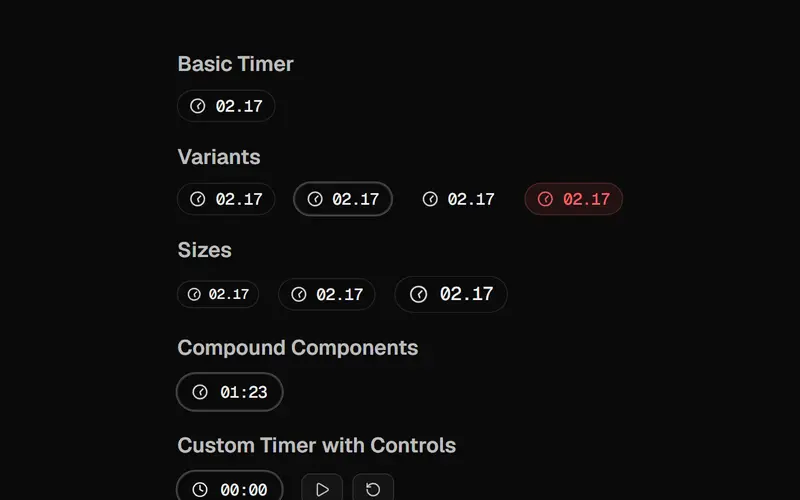 Basic Timer
02.17
Variants
02.17 02.17 02.17 02.17
Sizes
02.17 02.17 02.17
Compound Components
01:23
Custom Timer with Controls
00:00